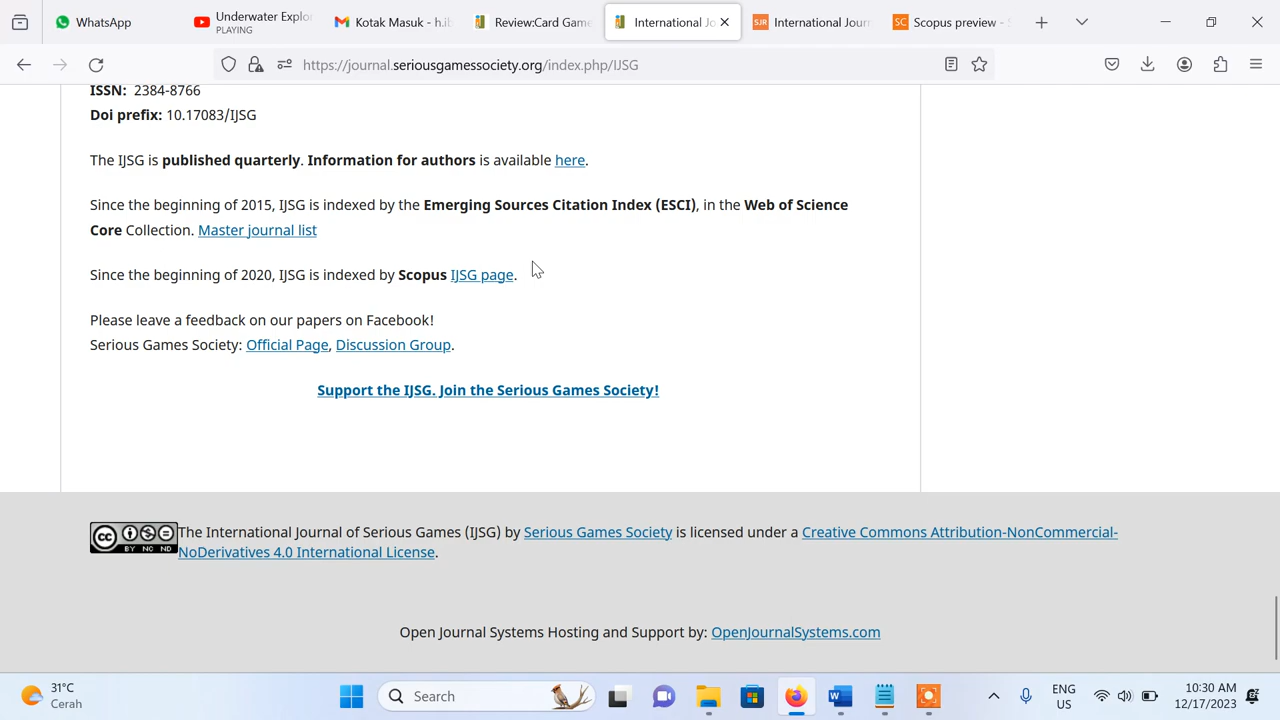 WhatsApp
Underwater Explo
PLAYING
Kotak Masuk - h.ib
Review:Card Game
International Jo
International Jour
Scopus preview - S
https://journal.seriousgamessociety.org/index.php/IJSG
ISSN: 2384-8766
Doi prefix: 10.17083/IJSG
The IJSG is published quarterly. Information for authors is available here.
Since the beginning of 2015, IJSG is indexed by the Emerging Sources Citation Index (ESCI), in the Web of Science
Core Collection. Master journal list
Since the beginning of 2020, IJSG is indexed by Scopus IJSG page.
Please leave a feedback on our papers on Facebook!
Serious Games Society: Official Page, Discussion Group.
Support the IJSG. Join the Serious Games Society!
The International Journal of Serious Games (IJSG) by Serious Games Society is licensed under a Creative Commons Attribution-NonCommercial-
NoDerivatives 4.0 International License.
cc BY NC ND
Open Journal Systems Hosting and Support by: OpenJournalSystems.com
31°C
Cerah
Search
ENG
US
10:30 AM
12/17/2023